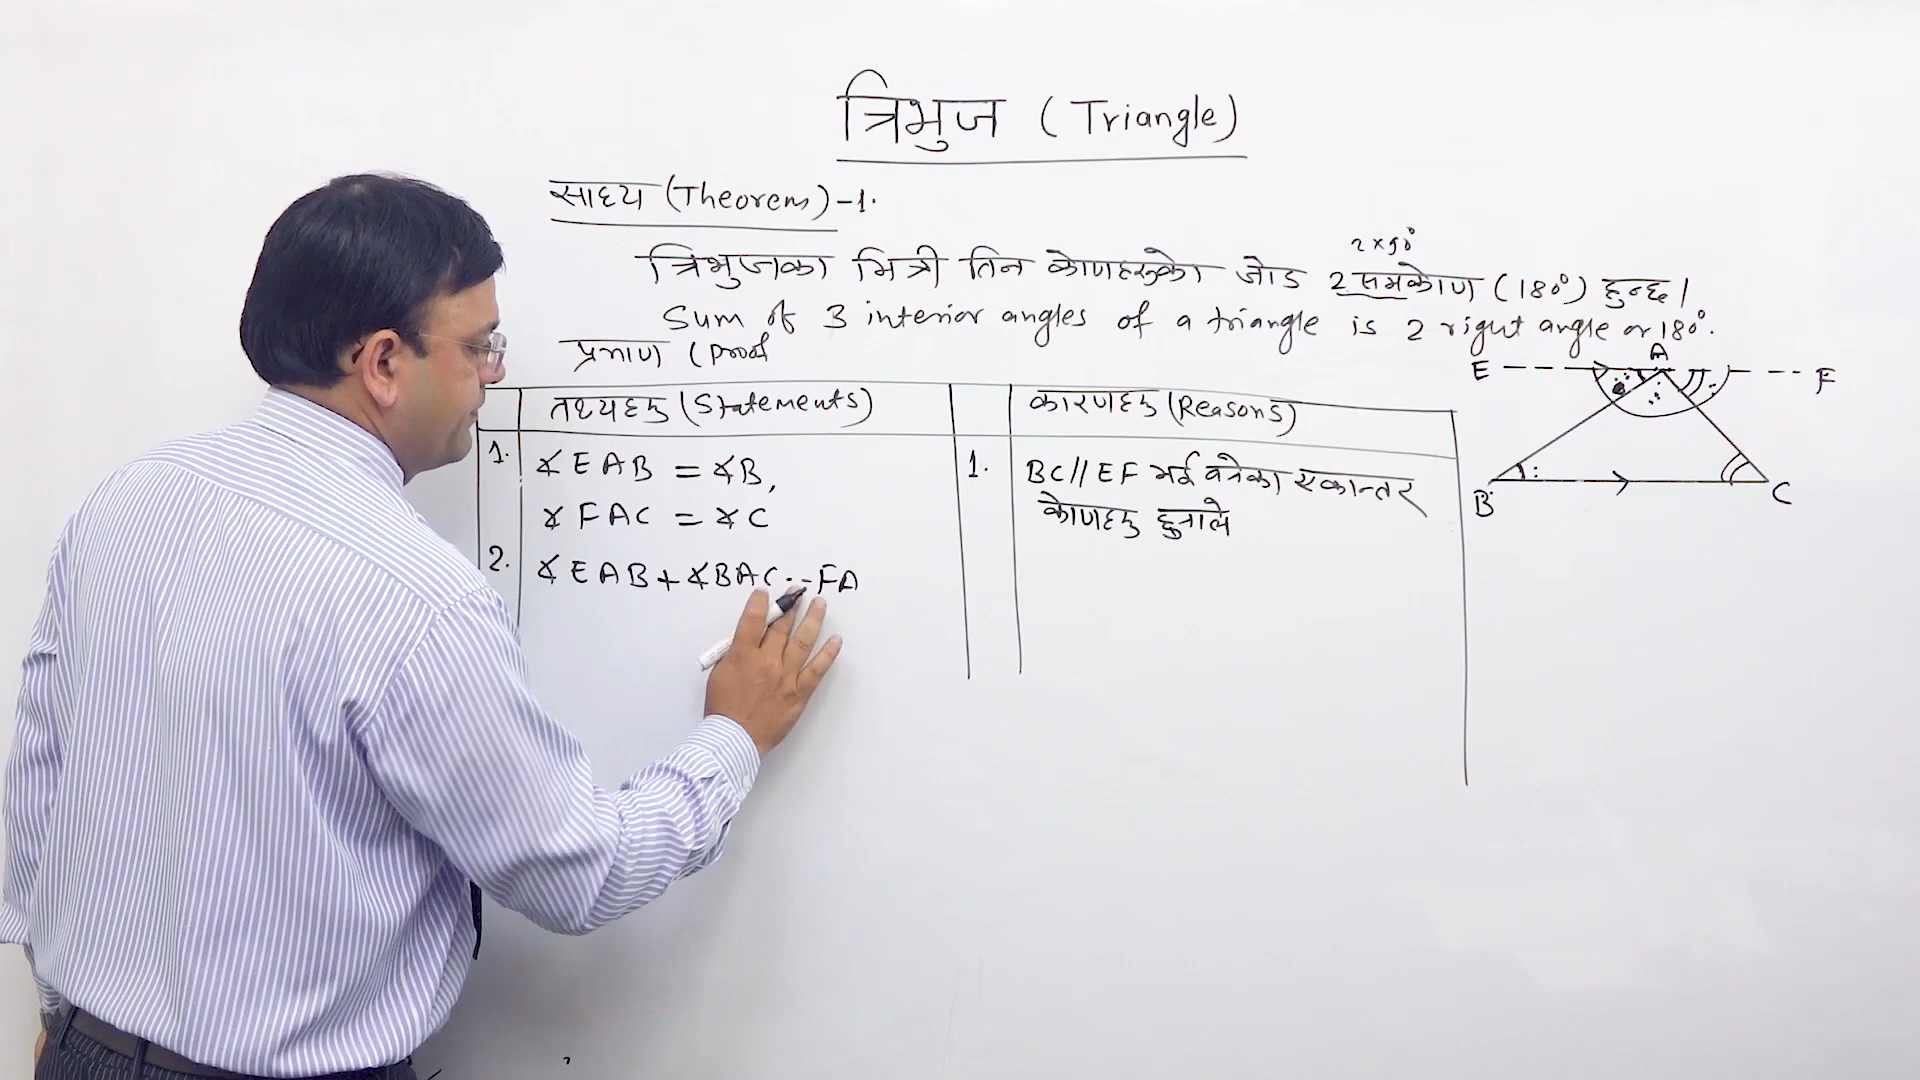 त्रिभुज (Triangle)
साध्य (Theorem) -1.
2×90°
त्रिभुजका भित्री तिन कोणहरूको जोड 2 समकोण (180°) हुन्छ।
Sum of 3 interior angles of a triangle is 2 right angle or 180°.
प्रमाण (proof
तथ्यहरू (Statements) कारणहरू (Reasons)
1. ∡EAB = ∡B,
∡FAC = ∡C
2. ∡EAB + ∡BAC FA
1. BC // EF भई बनेका एकान्तर
कोणहरू हुनाले
E A F
B C